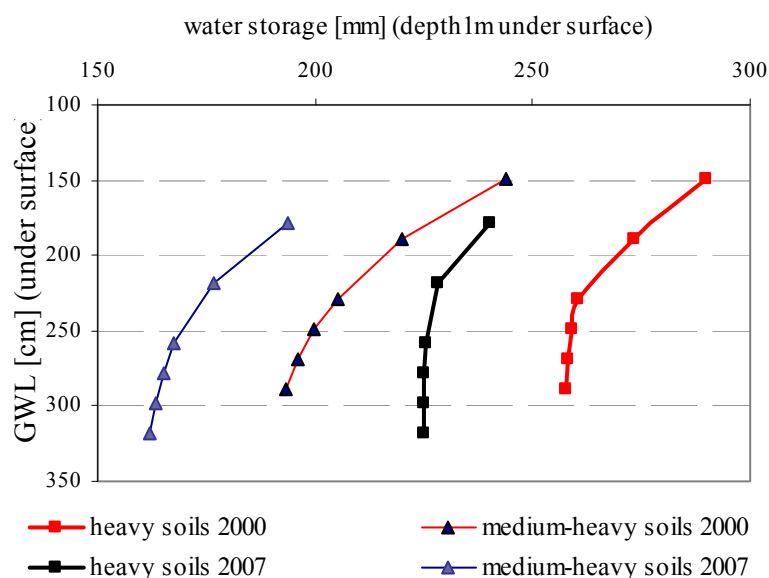 water storage [mm] (depth1m under surface)
150 200 250 300
100
150
200
250
300
350
GWL [cm] (under surface)
heavy soils 2000 medium-heavy soils 2000
heavy soils 2007 medium-heavy soils 2007